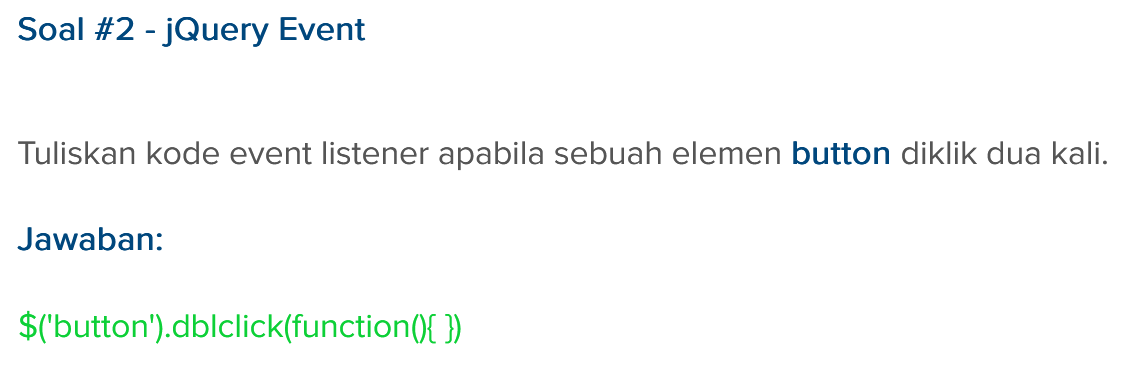 Soal #2 - jQuery Event
Tuliskan kode event listener apabila sebuah elemen button diklik dua kali.
Jawaban:
$('button').dblclick(function(){ })